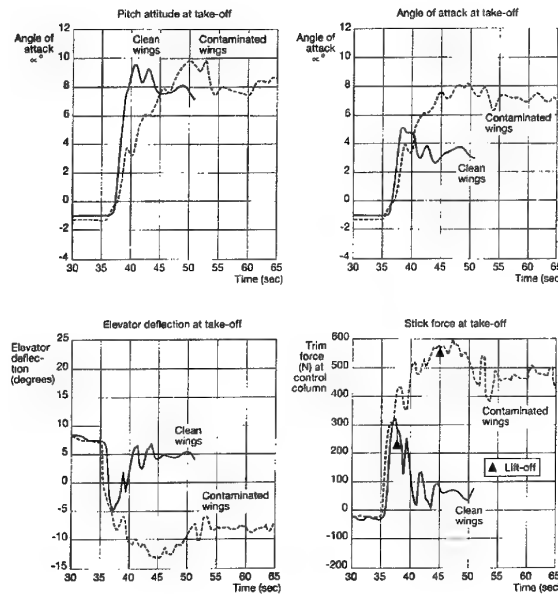 Pitch attitude at take-off
Angle of
attack
∝°
Clean
wings
Contaminated
wings
12
10
8
6
4
2
0
-2
-4
30 35 40 45 50 55 60 65
Time (sec)
Angle of attack at take-off
Angle of
attack
∝°
12
10
8
6
4
2
0
-2
-4
Contaminated
wings
Clean
wings
30 35 40 45 50 55 60 65
Time (sec)
Elevator deflection at take-off
Elevator
deflec-
tion
(degrees)
25
20
15
10
5
0
-5
-10
-15
Clean
wings
Contaminated
wings
30 35 40 45 50 55 60 65
Time (sec)
Stick force at take-off
Trim
force
(N) at
control
column
600
500
400
300
200
100
0
-100
-200
Contaminated
wings
▲ Lift-off
Clean
wings
30 35 40 45 50 55 60 65
Time (sec)